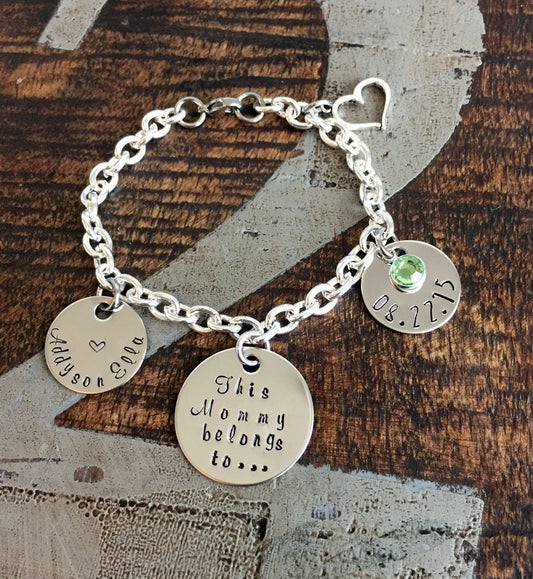 Addyson Ella
This
Mommy
belongs
to...
08.22.15